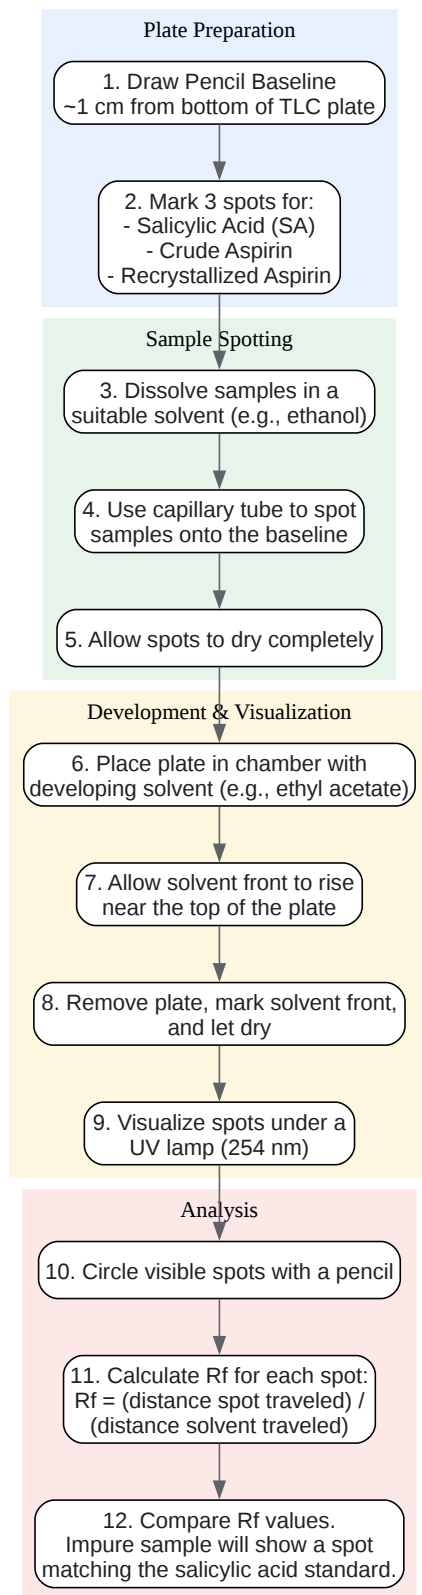 Plate Preparation
1. Draw Pencil Baseline
~1 cm from bottom of TLC plate
2. Mark 3 spots for:
- Salicylic Acid (SA)
- Crude Aspirin
- Recrystallized Aspirin
Sample Spotting
3. Dissolve samples in a
suitable solvent (e.g., ethanol)
4. Use capillary tube to spot
samples onto the baseline
5. Allow spots to dry completely
Development & Visualization
6. Place plate in chamber with
developing solvent (e.g., ethyl acetate)
7. Allow solvent front to rise
near the top of the plate
8. Remove plate, mark solvent front,
and let dry
9. Visualize spots under a
UV lamp (254 nm)
Analysis
10. Circle visible spots with a pencil
11. Calculate Rf for each spot:
Rf = (distance spot traveled) /
(distance solvent traveled)
12. Compare Rf values.
Impure sample will show a spot
matching the salicylic acid standard.